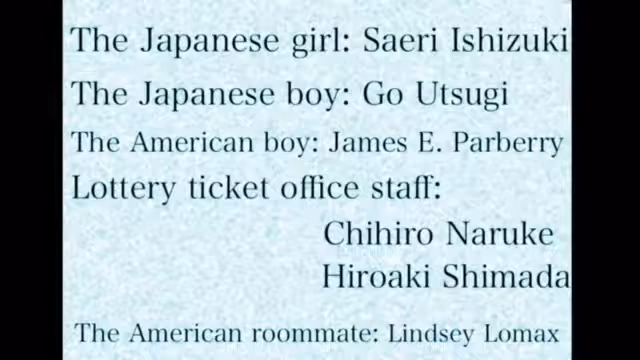 The Japanese girl: Saeri Ishizuki
The Japanese boy: Go Utsugi
The American boy: James E. Parberry
Lottery ticket office staff:
Chihiro Naruke
Hiroaki Shimada
The American roommate: Lindsey Lomax